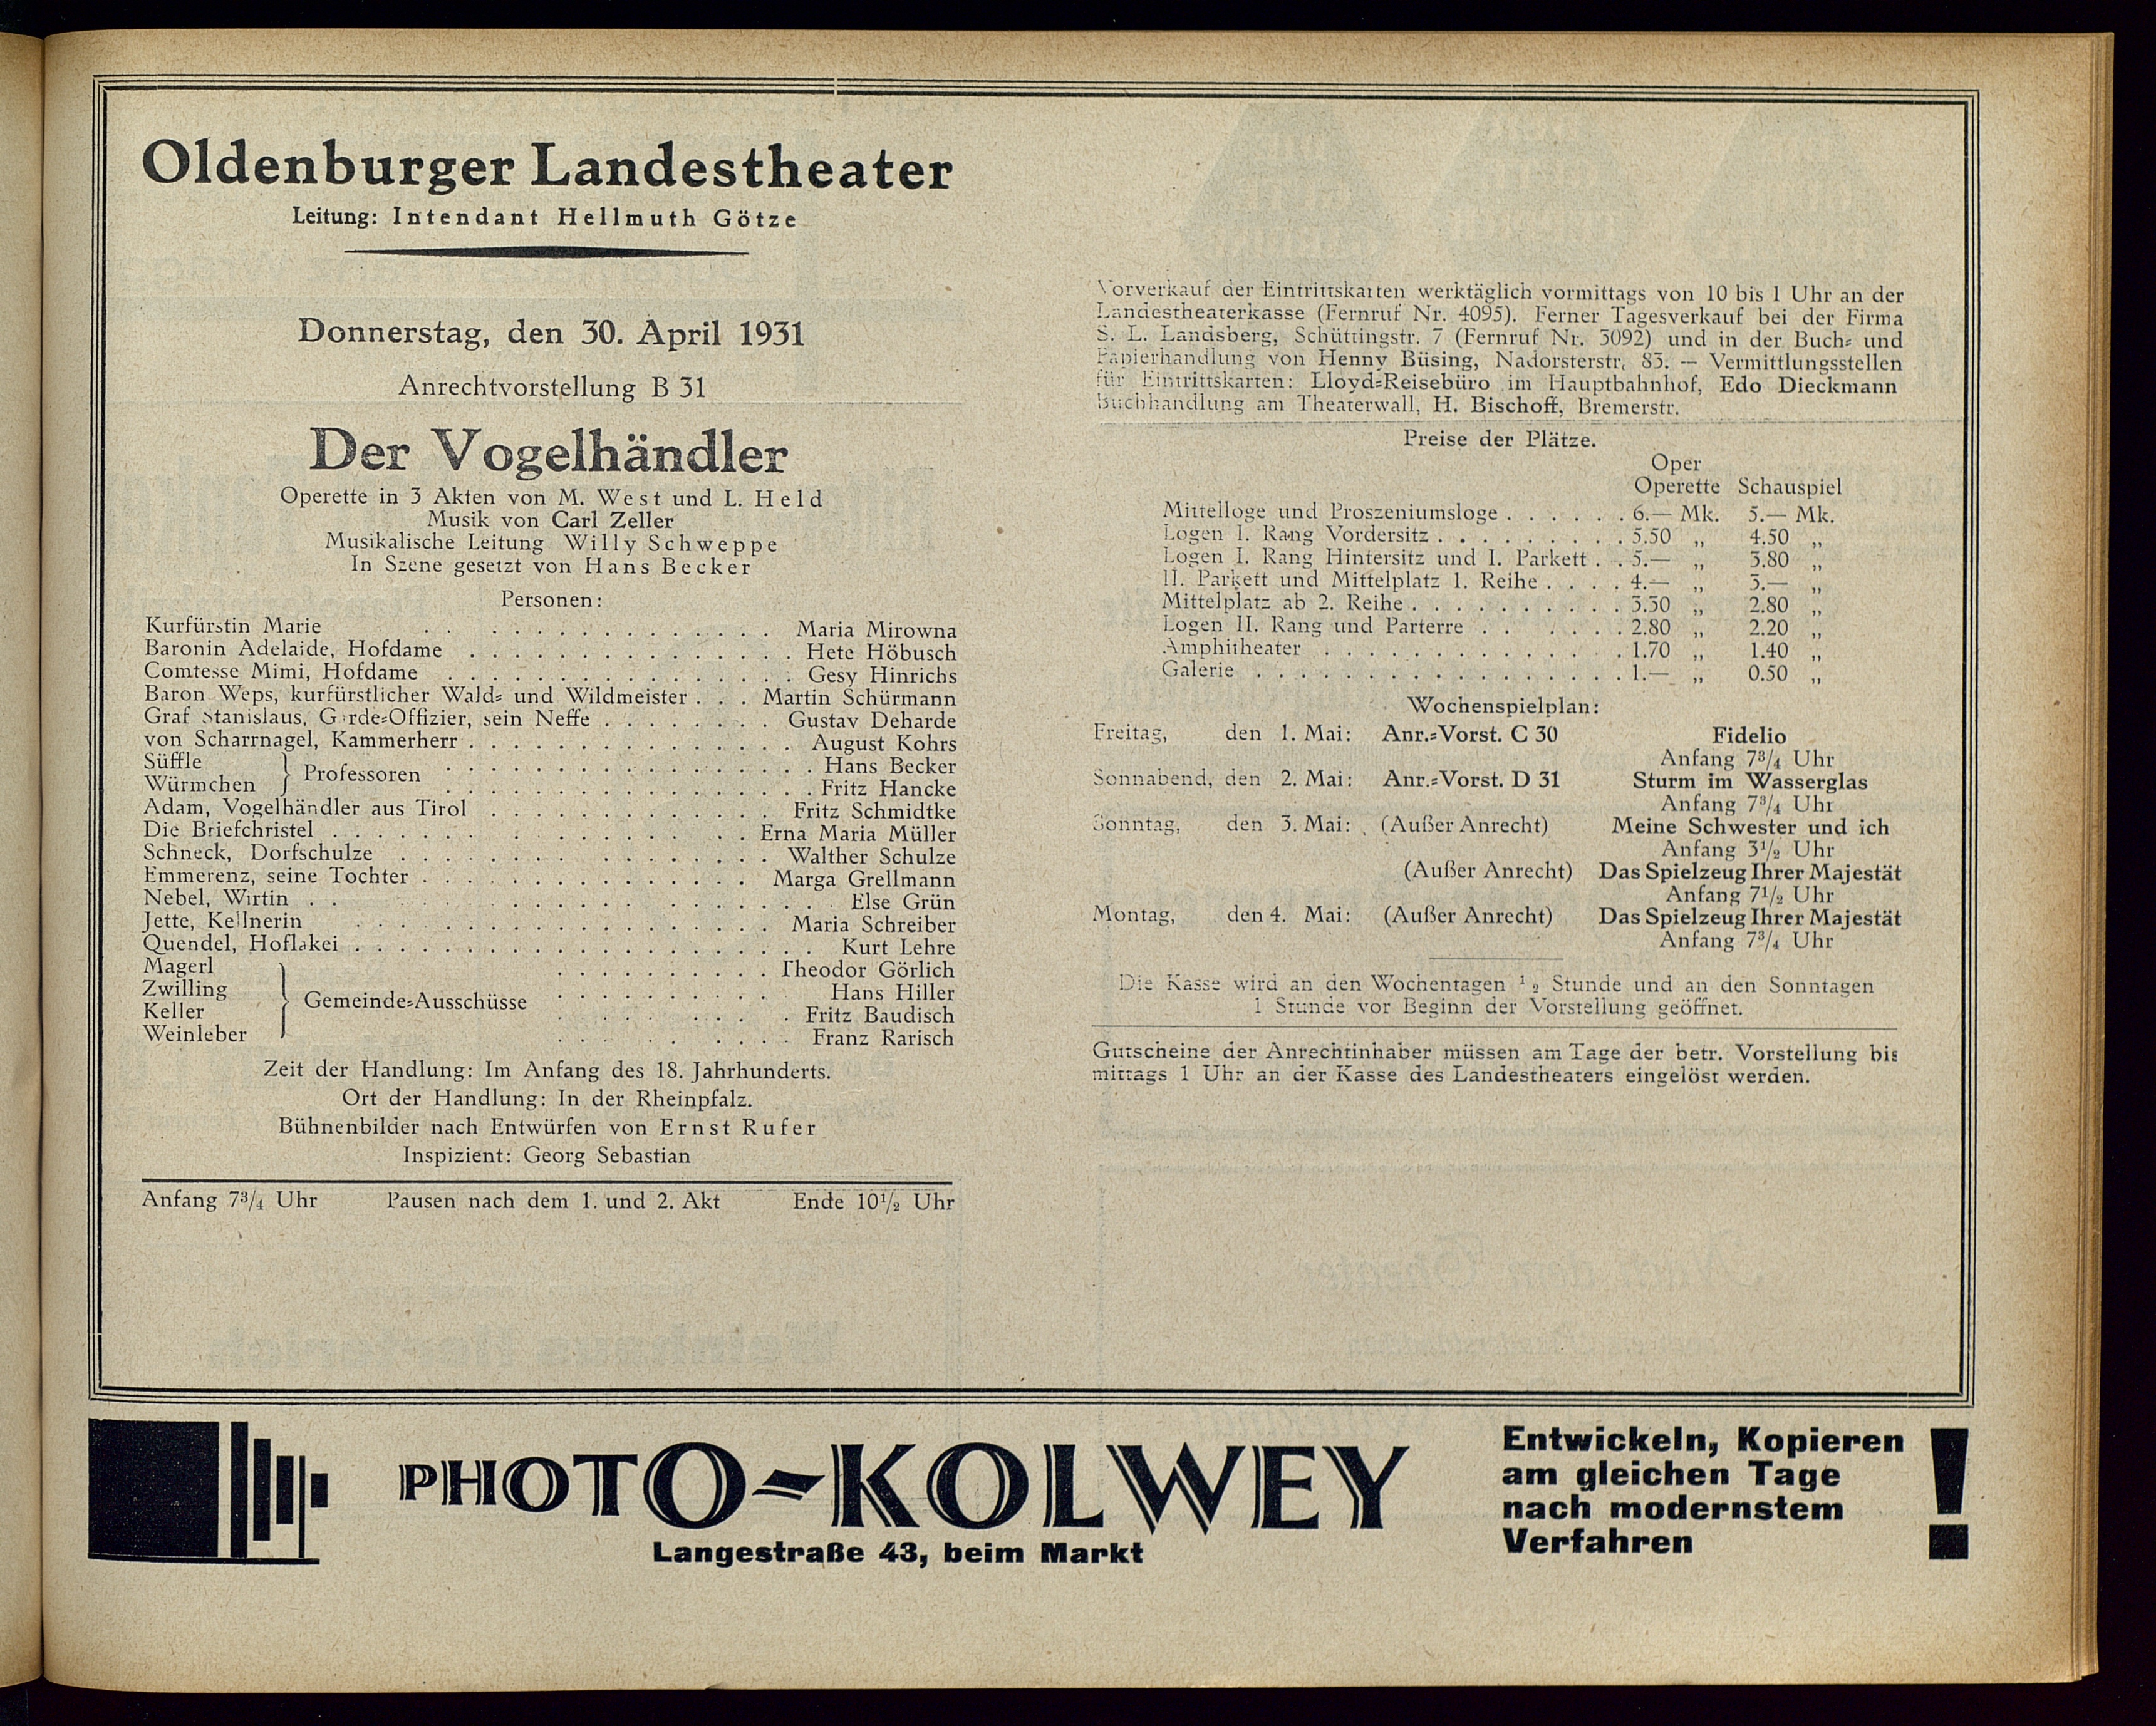 Oldenburger Landestheater
Leitung: Intendant Hellmuth Götze
Donnerstag, den 30. April 1931
Anrechtvorstellung B 31
Der Vogelhändler
Operette in 3 Akten von M. West und L. Held
Musik von Carl Zeller
Musikalische Leitung Willy Schweppe
In Szene gesetzt von Hans Becker
Personen:
Kurfürstin Marie . . . . . . . . . . . . . . . Maria Mirowna
Baronin Adelaide, Hofdame . . . . . . . . . . . . . . . Hete Höbusch
Comtesse Mimi, Hofdame . . . . . . . . . . . . . . . . Gesy Hinrichs
Baron Weps, kurfürstlicher Wald= und Wildmeister . . . Martin Schürmann
Graf Stanislaus, Garde=Offizier, sein Neffe . . . . . . . . Gustav Deharde
von Scharrnagel, Kammerherr . . . . . . . . . . . . . . . August Kohrs
Süffle . . . . . . . . . . . . . . . . . Hans Becker
} Professoren
Würmchen . . . . . . . . . . . . . . . . . Fritz Hancke
Adam, Vogelhändler aus Tirol . . . . . . . . . . . . . Fritz Schmidtke
Die Briefchristel . . . . . . . . . . . . . . . . . . Erna Maria Müller
Schneck, Dorfschulze . . . . . . . . . . . . . . . . . Walther Schulze
Emmerenz, seine Tochter . . . . . . . . . . . . . . . Marga Grellmann
Nebel, Wirtin . . . . . . . . . . . . . . . . . . Else Grün
Jette, Kellnerin . . . . . . . . . . . . . . . . . Maria Schreiber
Quendel, Hoflakei . . . . . . . . . . . . . . . . . . . . . Kurt Lehre
Magerl . . . . . . . . . . Theodor Görlich
Zwilling . . . . . . . . . . Hans Hiller
} Gemeinde=Ausschüsse
Keller . . . . . . . . Fritz Baudisch
Weinleber . . . . . . . . . Franz Rarisch
Zeit der Handlung: Im Anfang des 18. Jahrhunderts.
Ort der Handlung: In der Rheinpfalz.
Bühnenbilder nach Entwürfen von Ernst Rufer
Inspizient: Georg Sebastian
Anfang 7³/₄ Uhr Pausen nach dem 1. und 2. Akt Ende 10¹/₂ Uhr
Vorverkauf der Eintrittskarten werktäglich vormittags von 10 bis 1 Uhr an der
Landestheaterkasse (Fernruf Nr. 4095). Ferner Tagesverkauf bei der Firma
S. L. Landsberg, Schüttingstr. 7 (Fernruf Nr. 3092) und in der Buch= und
Papierhandlung von Henny Büsing, Nadorsterstr. 83. — Vermittlungsstellen
für Eintrittskarten: Lloyd=Reisebüro im Hauptbahnhof, Edo Dieckmann
Buchhandlung am Theaterwall, H. Bischoff, Bremerstr.
Preise der Plätze.
Oper
Operette Schauspiel
Mittelloge und Proszeniumsloge . . . . . . 6.— Mk. 5.— Mk.
Logen I. Rang Vordersitz . . . . . . . . . 5.50 „ 4.50 „
Logen I. Rang Hintersitz und I. Parkett . . 5.— „ 3.80 „
II. Parkett und Mittelplatz 1. Reihe . . . . 4.— „ 3.— „
Mittelplatz ab 2. Reihe . . . . . . . . . . 3.50 „ 2.80 „
Logen II. Rang und Parterre . . . . . . 2.80 „ 2.20 „
Amphitheater . . . . . . . . . . . . . 1.70 „ 1.40 „
Galerie . . . . . . . . . . . . . . . . . 1.— „ 0.50 „
Wochenspielplan:
Freitag, den 1. Mai: Anr.=Vorst. C 30 Fidelio
Anfang 7³/₄ Uhr
Sonnabend, den 2. Mai: Anr.=Vorst. D 31 Sturm im Wasserglas
Anfang 7³/₄ Uhr
Sonntag, den 3. Mai: (Außer Anrecht) Meine Schwester und ich
Anfang 3¹/₂ Uhr
(Außer Anrecht) Das Spielzeug Ihrer Majestät
Anfang 7¹/₂ Uhr
Montag, den 4. Mai: (Außer Anrecht) Das Spielzeug Ihrer Majestät
Anfang 7³/₄ Uhr
Die Kasse wird an den Wochentagen ¹/₂ Stunde und an den Sonntagen
1 Stunde vor Beginn der Vorstellung geöffnet.
Gutscheine der Anrechtinhaber müssen am Tage der betr. Vorstellung bis
mittags 1 Uhr an der Kasse des Landestheaters eingelöst werden.
PHOTO=KOLWEY
Langestraße 43, beim Markt
Entwickeln, Kopieren
am gleichen Tage
nach modernstem
Verfahren !